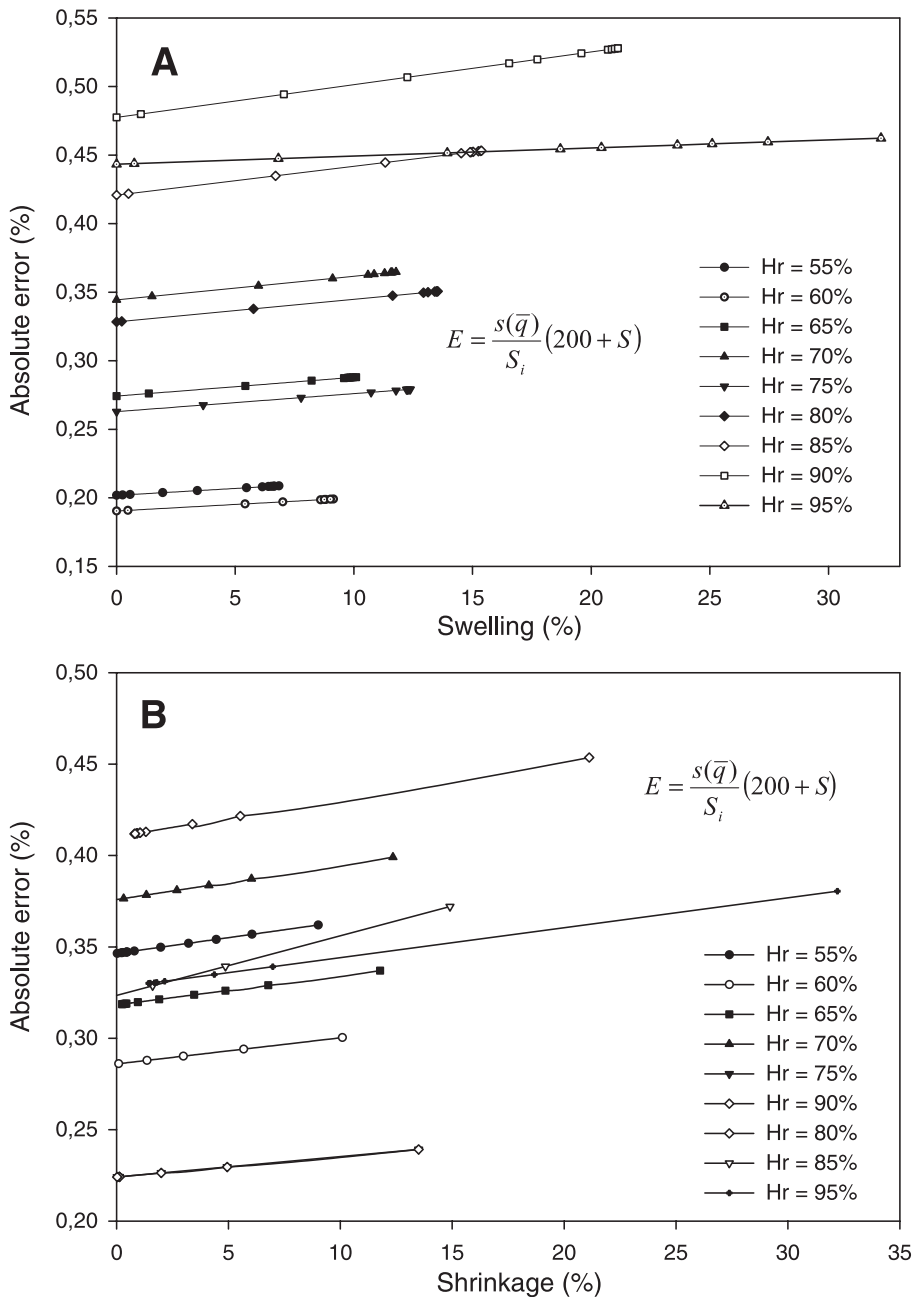 A
Absolute error (%)
0,55
0,50
0,45
0,40
0,35
0,30
0,25
0,20
0,15
E = s(q̅)/Sᵢ (200 + S)
Hr = 55%
Hr = 60%
Hr = 65%
Hr = 70%
Hr = 75%
Hr = 80%
Hr = 85%
Hr = 90%
Hr = 95%
0 5 10 15 20 25 30
Swelling (%)
B
Absolute error (%)
0,50
0,45
0,40
0,35
0,30
0,25
0,20
E = s(q̅)/Sᵢ (200 + S)
Hr = 55%
Hr = 60%
Hr = 65%
Hr = 70%
Hr = 75%
Hr = 90%
Hr = 80%
Hr = 85%
Hr = 95%
0 5 10 15 20 25 30 35
Shrinkage (%)